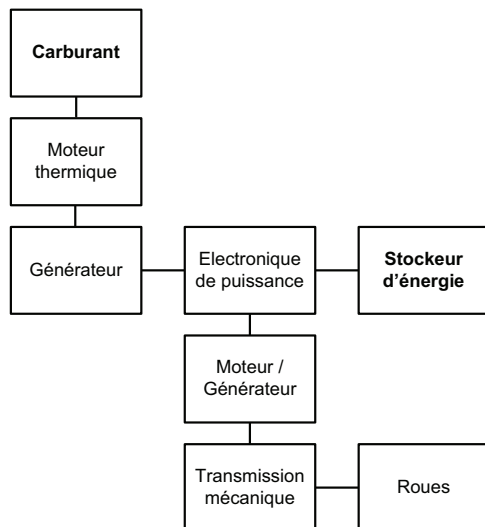 Carburant
Moteur
thermique
Générateur
Electronique
de puissance
Stockeur
d'énergie
Moteur /
Générateur
Transmission
mécanique
Roues